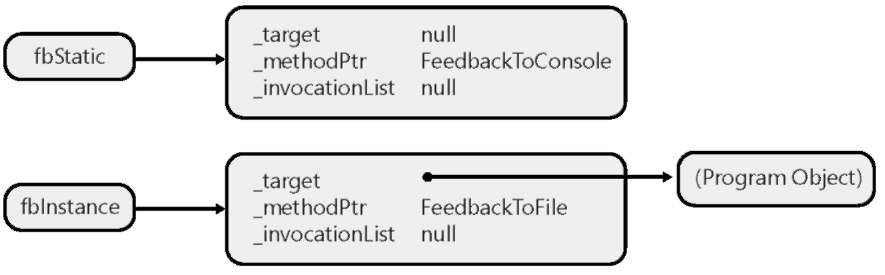 fbStatic
_target null
_methodPtr FeedbackToConsole
_invocationList null
fbInstance
_target
(Program Object)
_methodPtr FeedbackToFile
_invocationList null